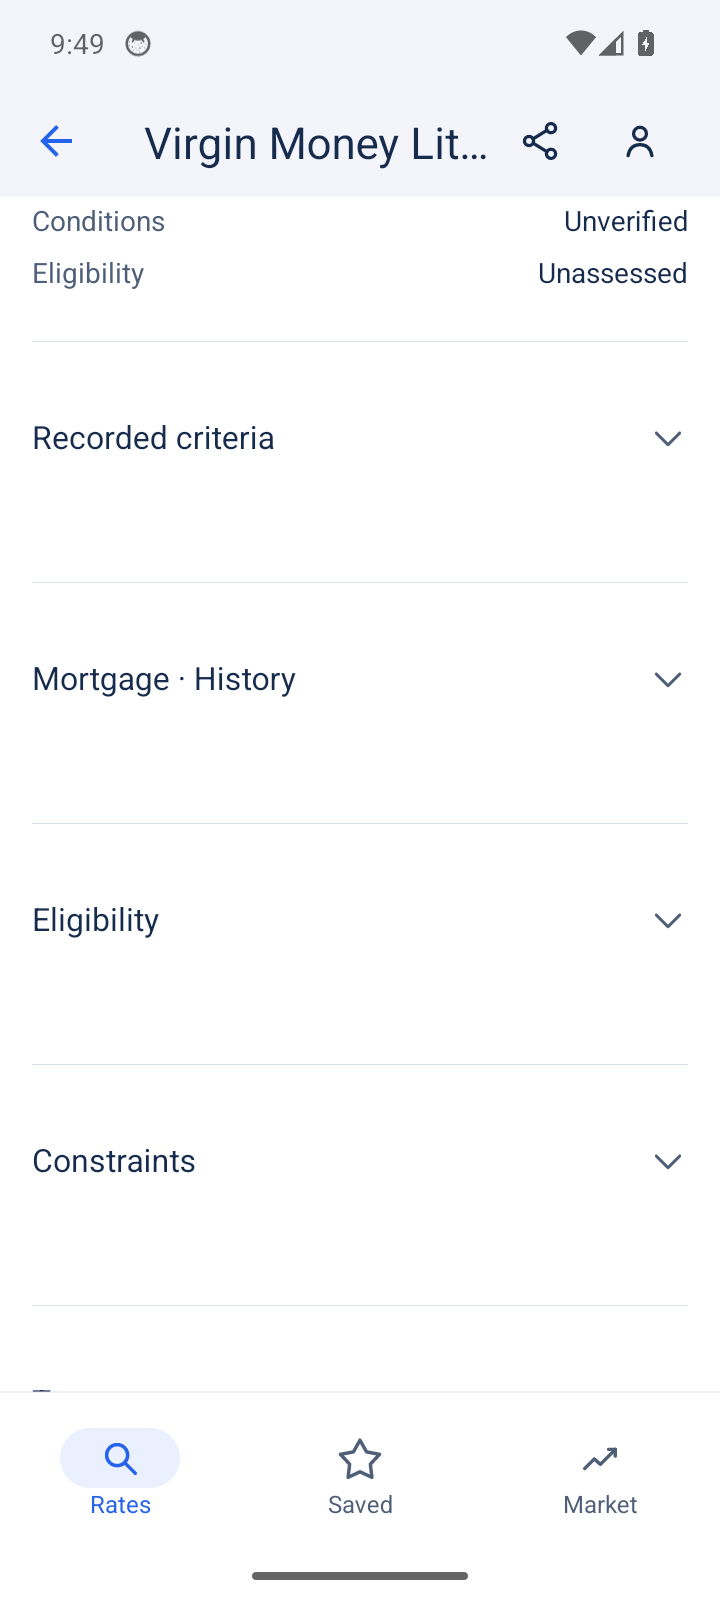 9:49
Virgin Money Lit...
Conditions
Unverified
Eligibility
Unassessed
Recorded criteria
Mortgage · History
Eligibility
Constraints
Rates
Saved
Market